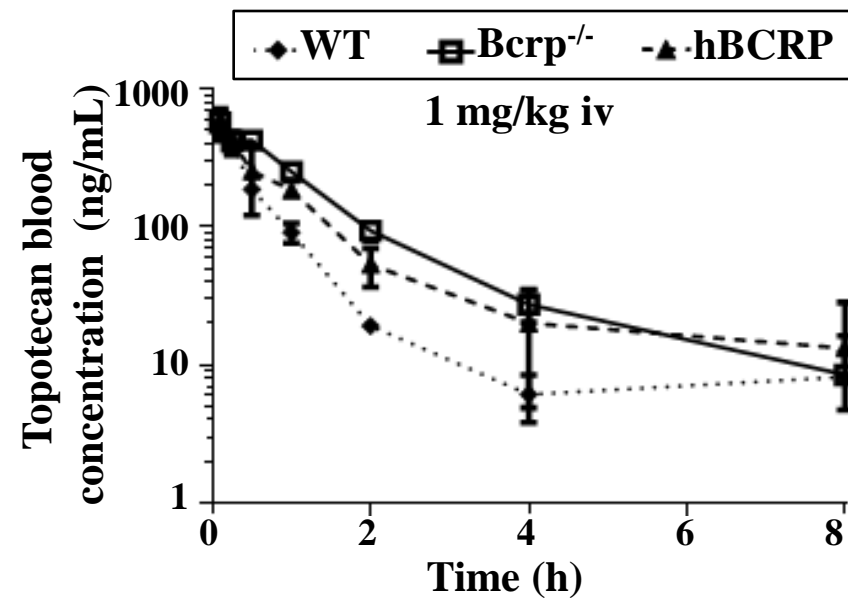 WT Bcrp-/- hBCRP
1 mg/kg iv
Topotecan blood
concentration (ng/mL)
1000
100
10
1
0 2 4 6 8
Time (h)